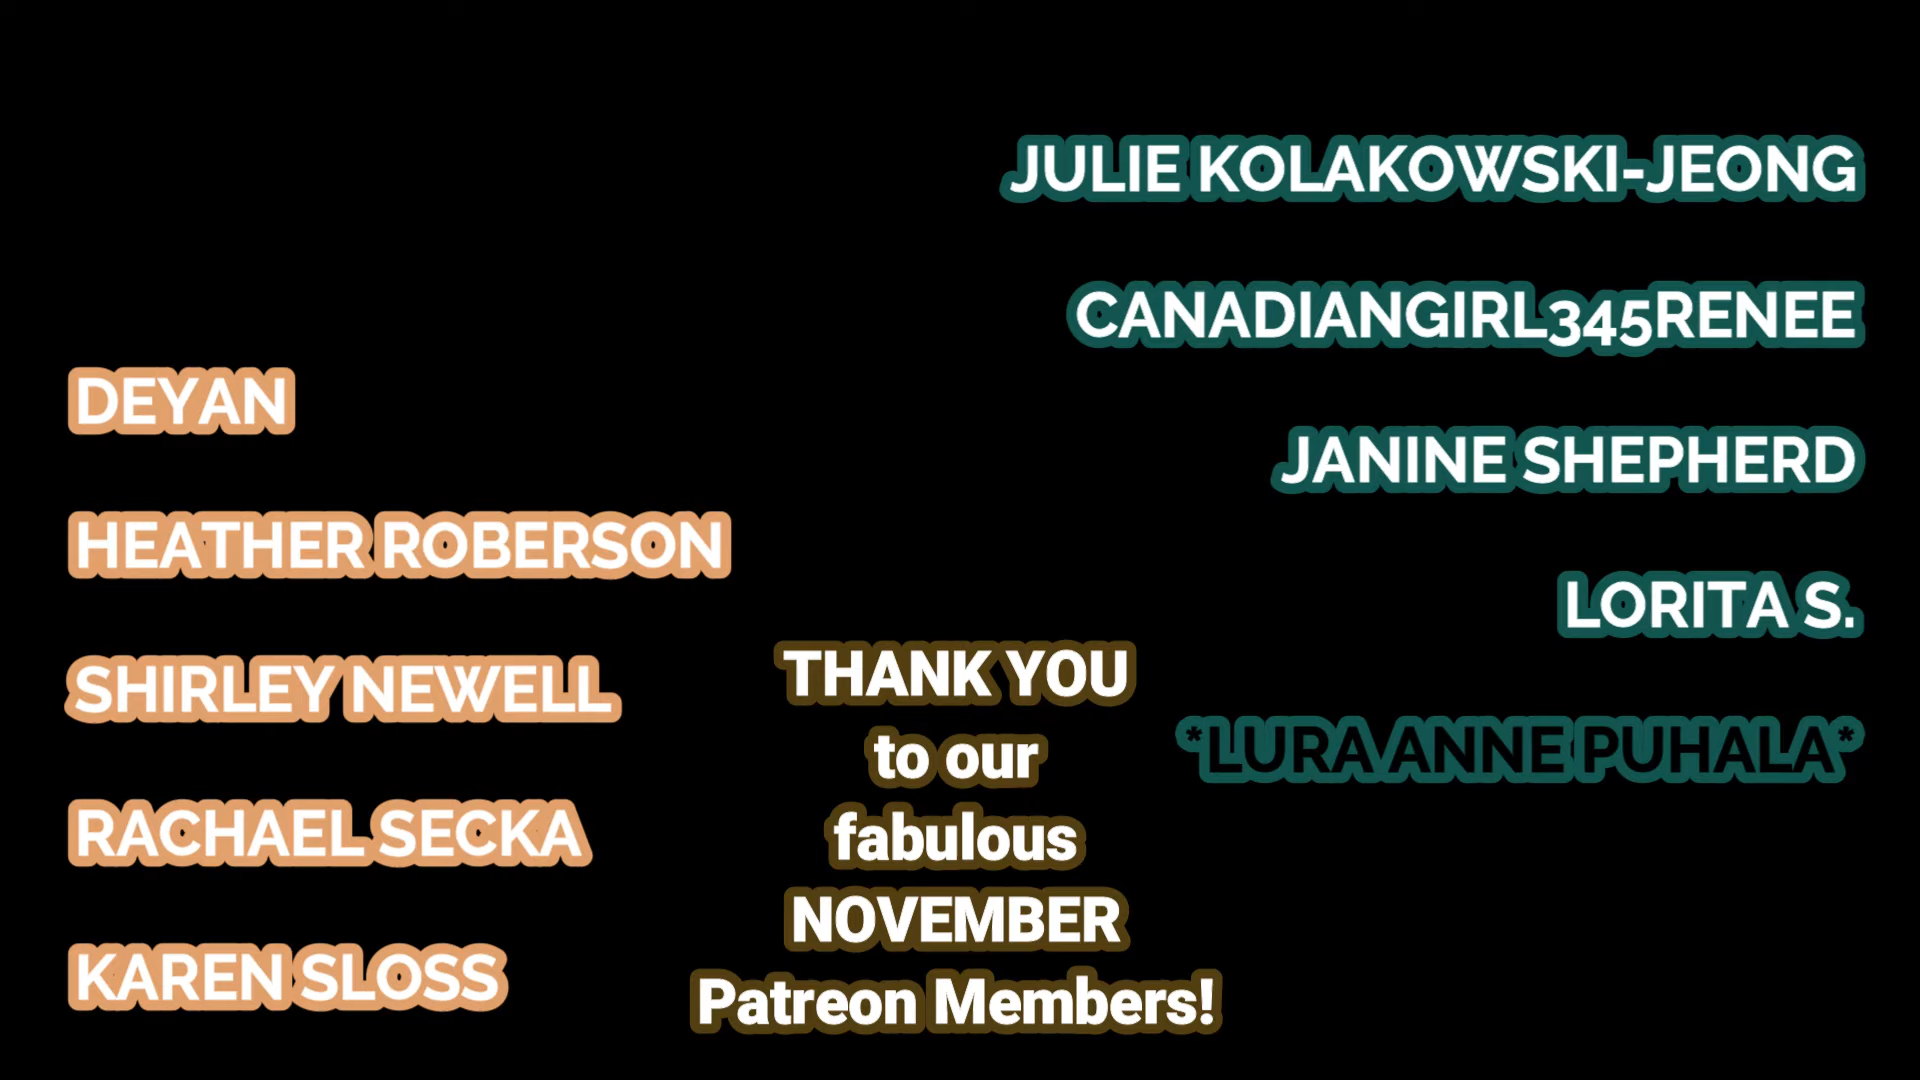 DEYAN
HEATHER ROBERSON
SHIRLEY NEWELL
RACHAEL SECKA
KAREN SLOSS
THANK YOU
to our
fabulous
NOVEMBER
Patreon Members!
JULIE KOLAKOWSKI-JEONG
CANADIANGIRL345RENEE
JANINE SHEPHERD
LORITA S.
*LURA ANNE PUHALA*